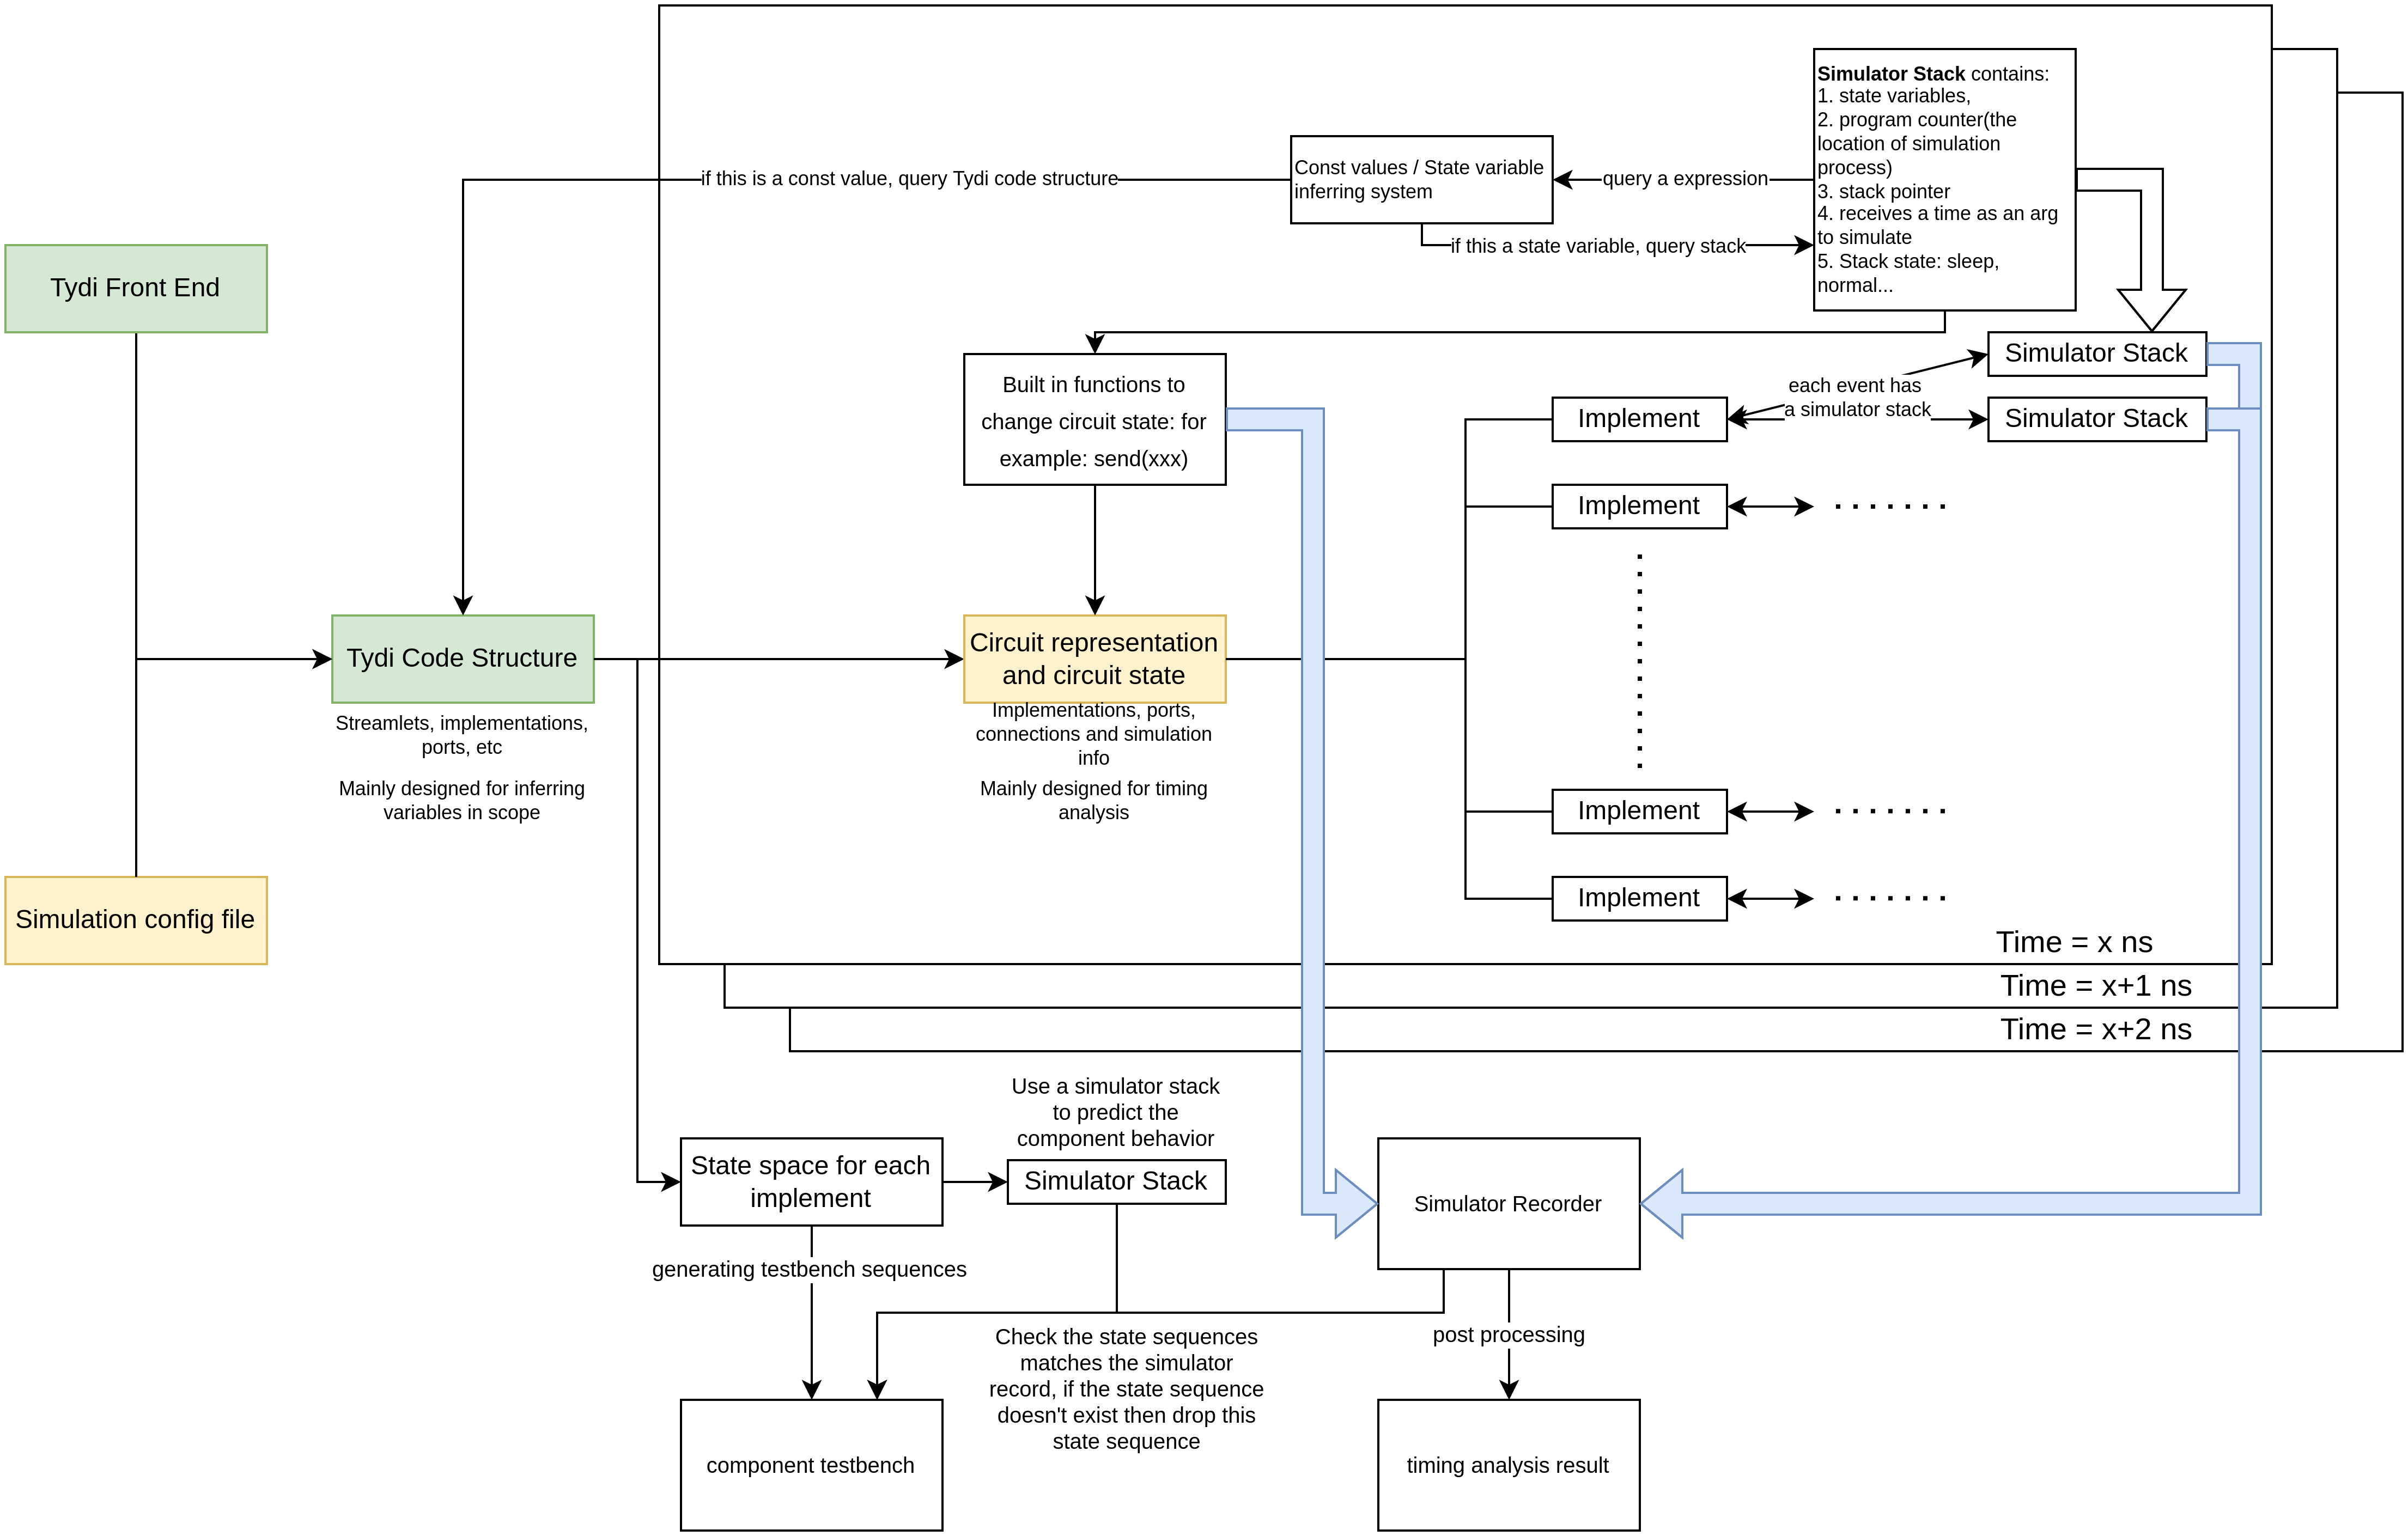 Simulator Stack contains:
1. state variables,
2. program counter(the
location of simulation
process)
3. stack pointer
4. receives a time as an arg
to simulate
5. Stack state: sleep,
normal...
Const values / State variable
inferring system
query a expression
if this is a const value, query Tydi code structure
if this a state variable, query stack
Tydi Front End
Built in functions to
change circuit state: for
example: send(xxx)
Simulator Stack
each event has
a simulator stack
Implement
Simulator Stack
Implement
Tydi Code Structure
Streamlets, implementations,
ports, etc
Mainly designed for inferring
variables in scope
Circuit representation
and circuit state
Implementations, ports,
connections and simulation
info
Mainly designed for timing
analysis
Implement
Implement
Simulation config file
Time = x ns
Time = x+1 ns
Time = x+2 ns
Use a simulator stack
to predict the
component behavior
State space for each
implement
Simulator Stack
Simulator Recorder
generating testbench sequences
Check the state sequences
matches the simulator
record, if the state sequence
doesn't exist then drop this
state sequence
post processing
component testbench
timing analysis result